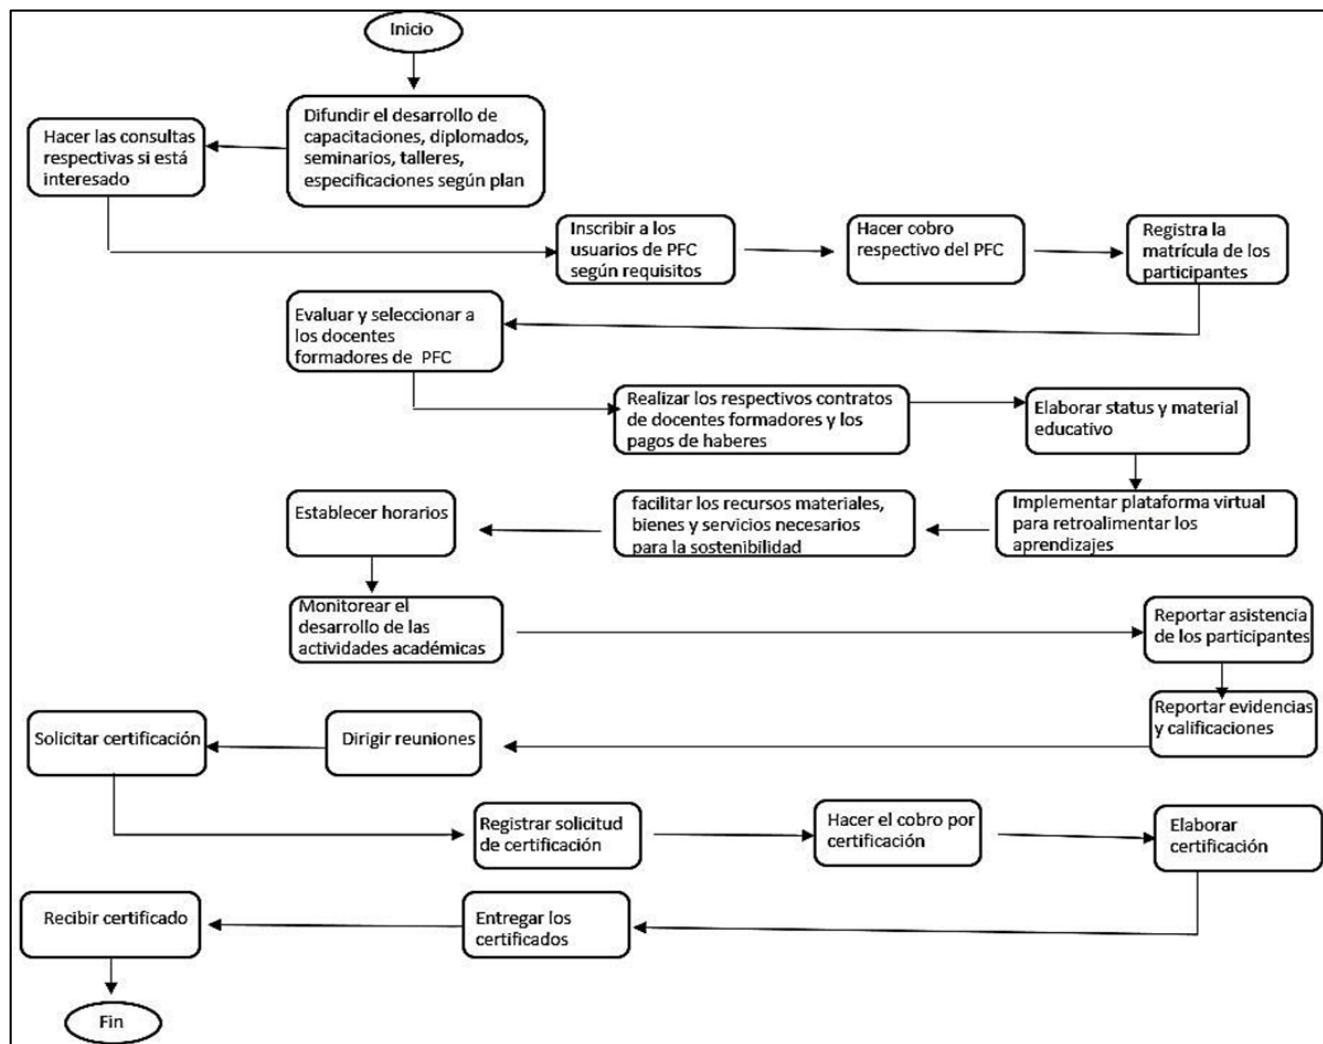 Inicio
Difundir el desarrollo de
capacitaciones, diplomados,
seminarios, talleres,
especificaciones según plan
Hacer las consultas
respectivas si está
interesado
Inscribir a los
usuarios de PFC
según requisitos
Hacer cobro
respectivo del PFC
Registra la
matrícula de los
participantes
Evaluar y seleccionar a
los docentes
formadores de PFC
Realizar los respectivos contratos
de docentes formadores y los
pagos de haberes
Elaborar status y material
educativo
Implementar plataforma virtual
para retroalimentar los
aprendizajes
facilitar los recursos materiales,
bienes y servicios necesarios
para la sostenibilidad
Establecer horarios
Monitorear el
desarrollo de las
actividades académicas
Reportar asistencia
de los participantes
Reportar evidencias
y calificaciones
Dirigir reuniones
Solicitar certificación
Registrar solicitud
de certificación
Hacer el cobro por
certificación
Elaborar
certificación
Entregar los
certificados
Recibir certificado
Fin